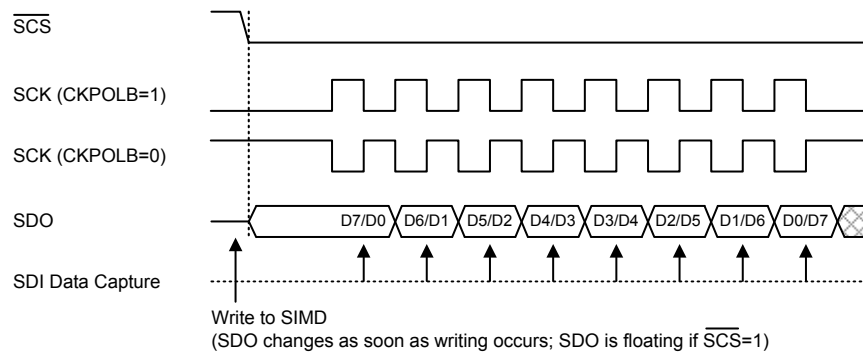 SCS
SCK (CKPOLB=1)
SCK (CKPOLB=0)
SDO D7/D0 D6/D1 D5/D2 D4/D3 D3/D4 D2/D5 D1/D6 D0/D7
SDI Data Capture
Write to SIMD
(SDO changes as soon as writing occurs; SDO is floating if SCS=1)